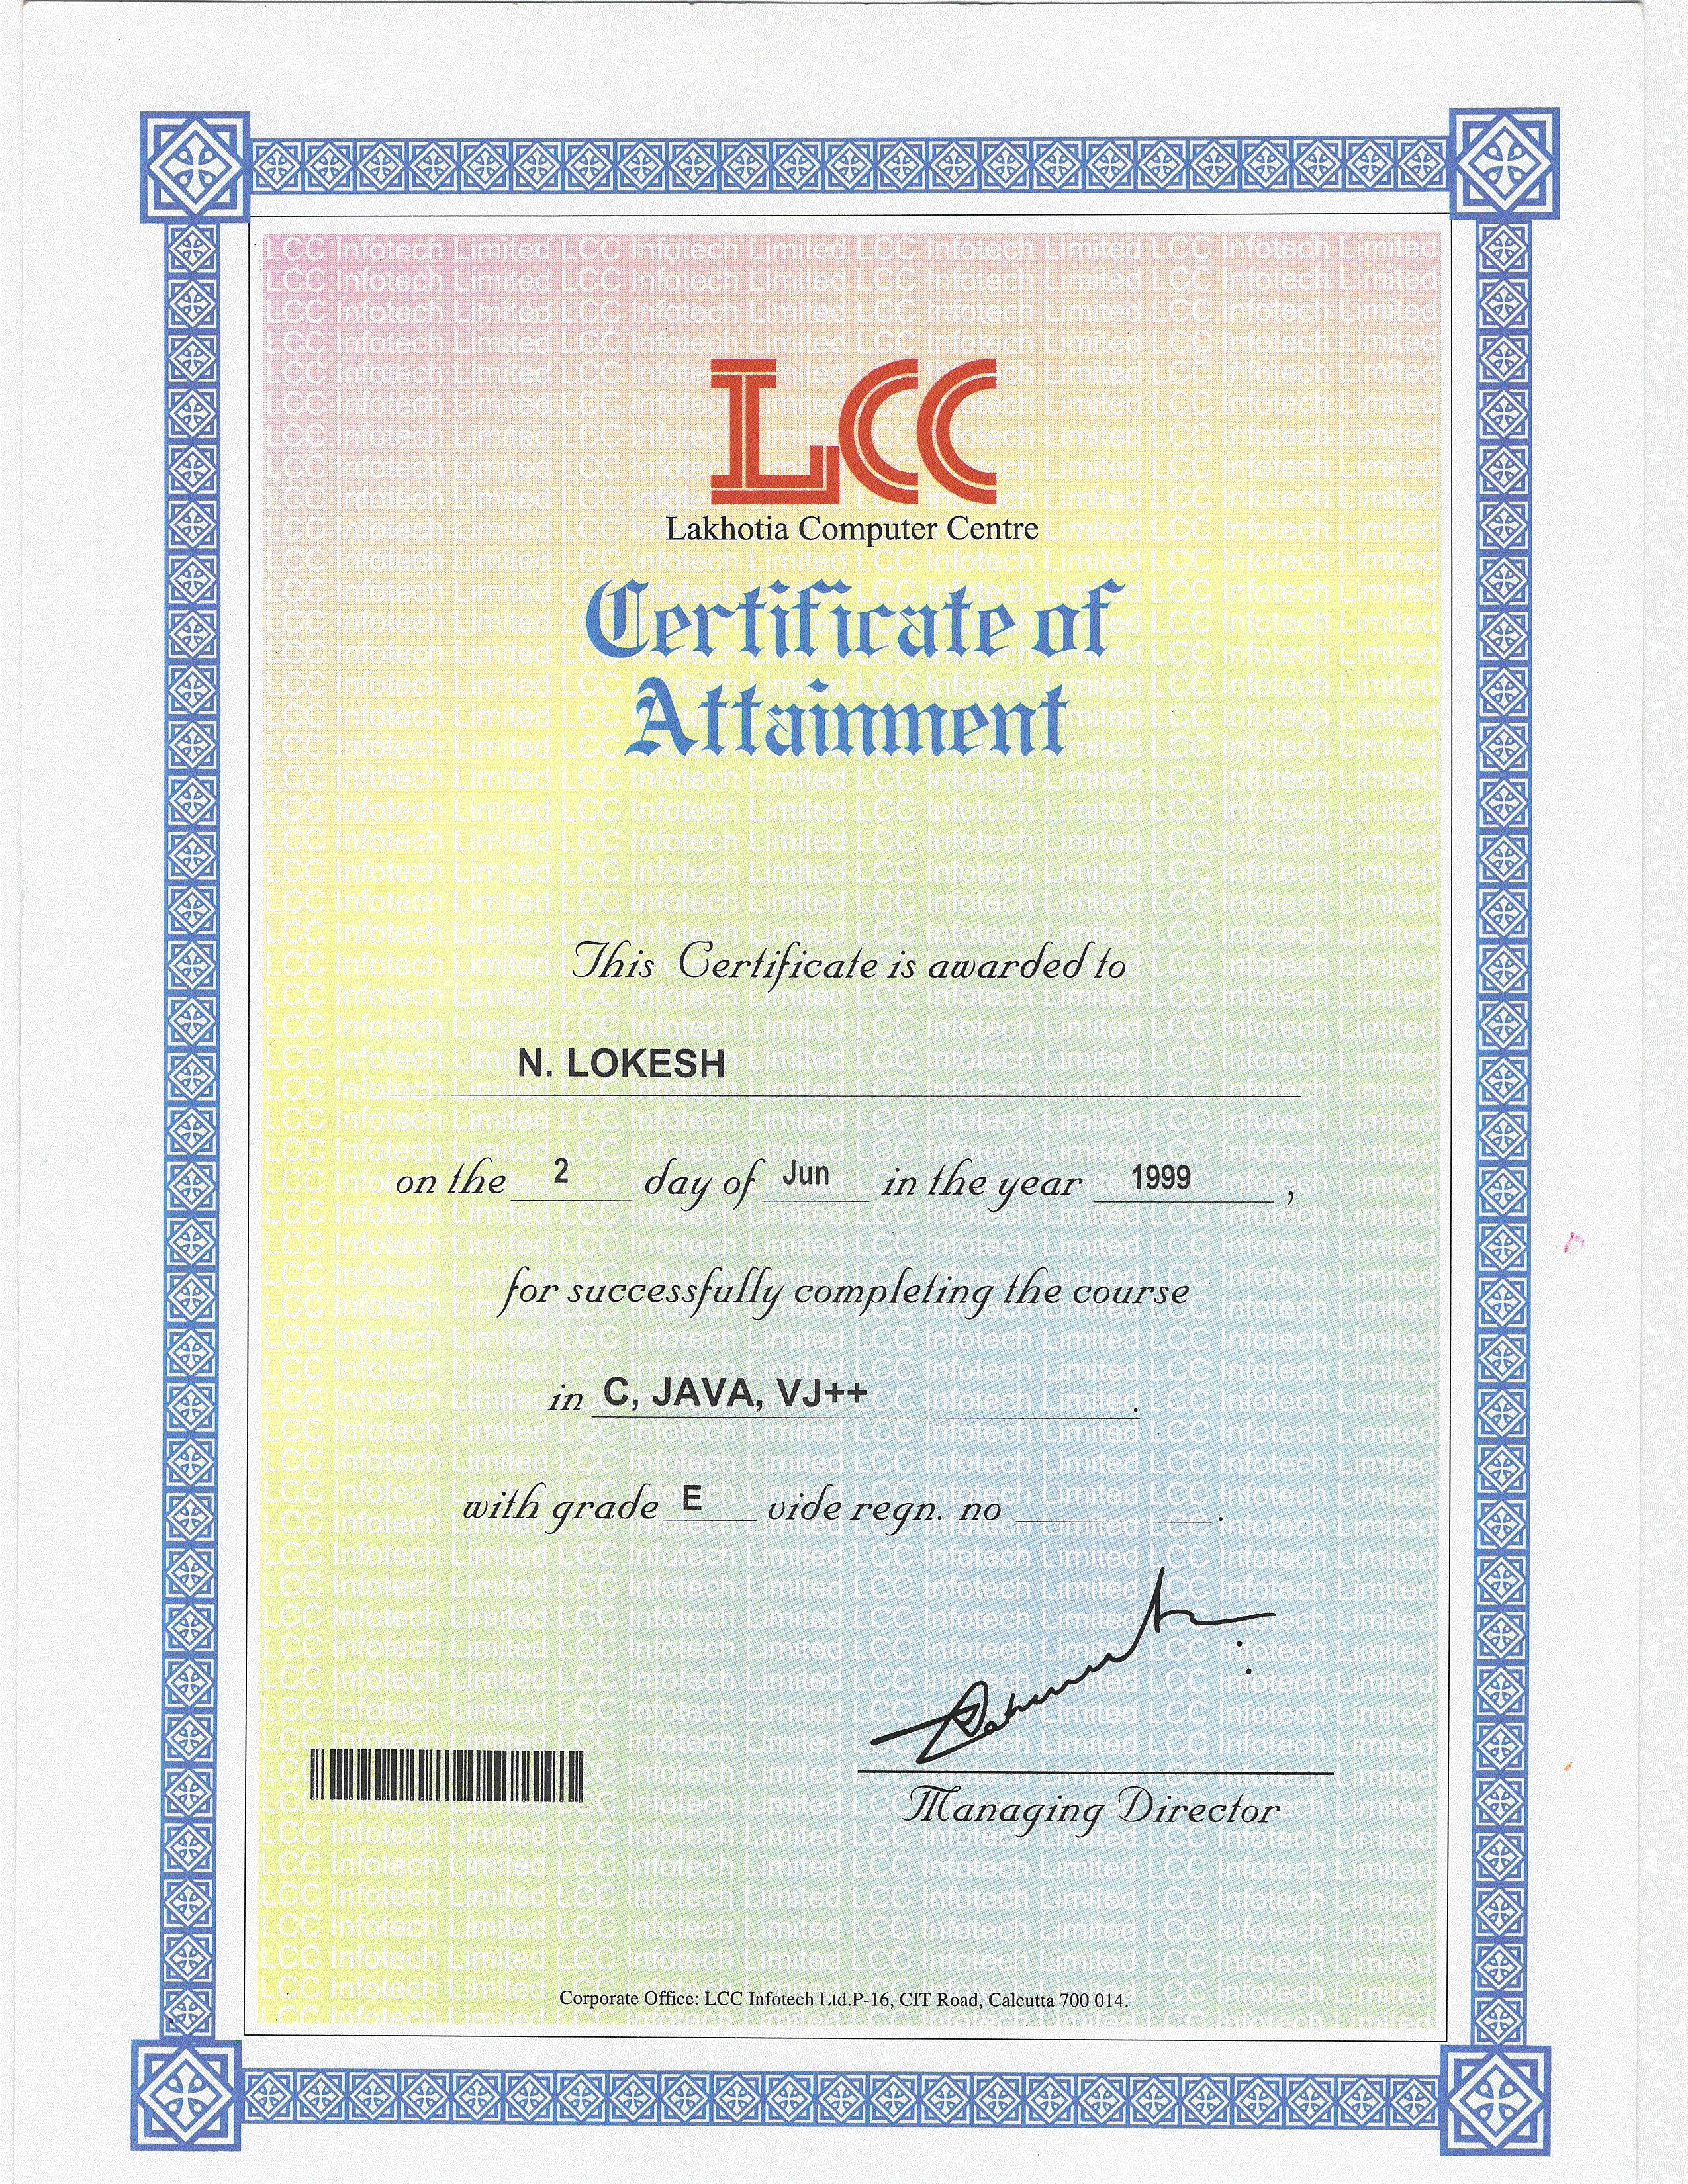 LCC
Lakhotia Computer Centre
Certificate of
Attainment
This Certificate is awarded to
N. LOKESH
on the 2 day of Jun in the year 1999 ,
for successfully completing the course
in C, JAVA, VJ++ .
with grade E vide regn. no .
Managing Director
Corporate Office: LCC Infotech Ltd.P-16, CIT Road, Calcutta 700 014.